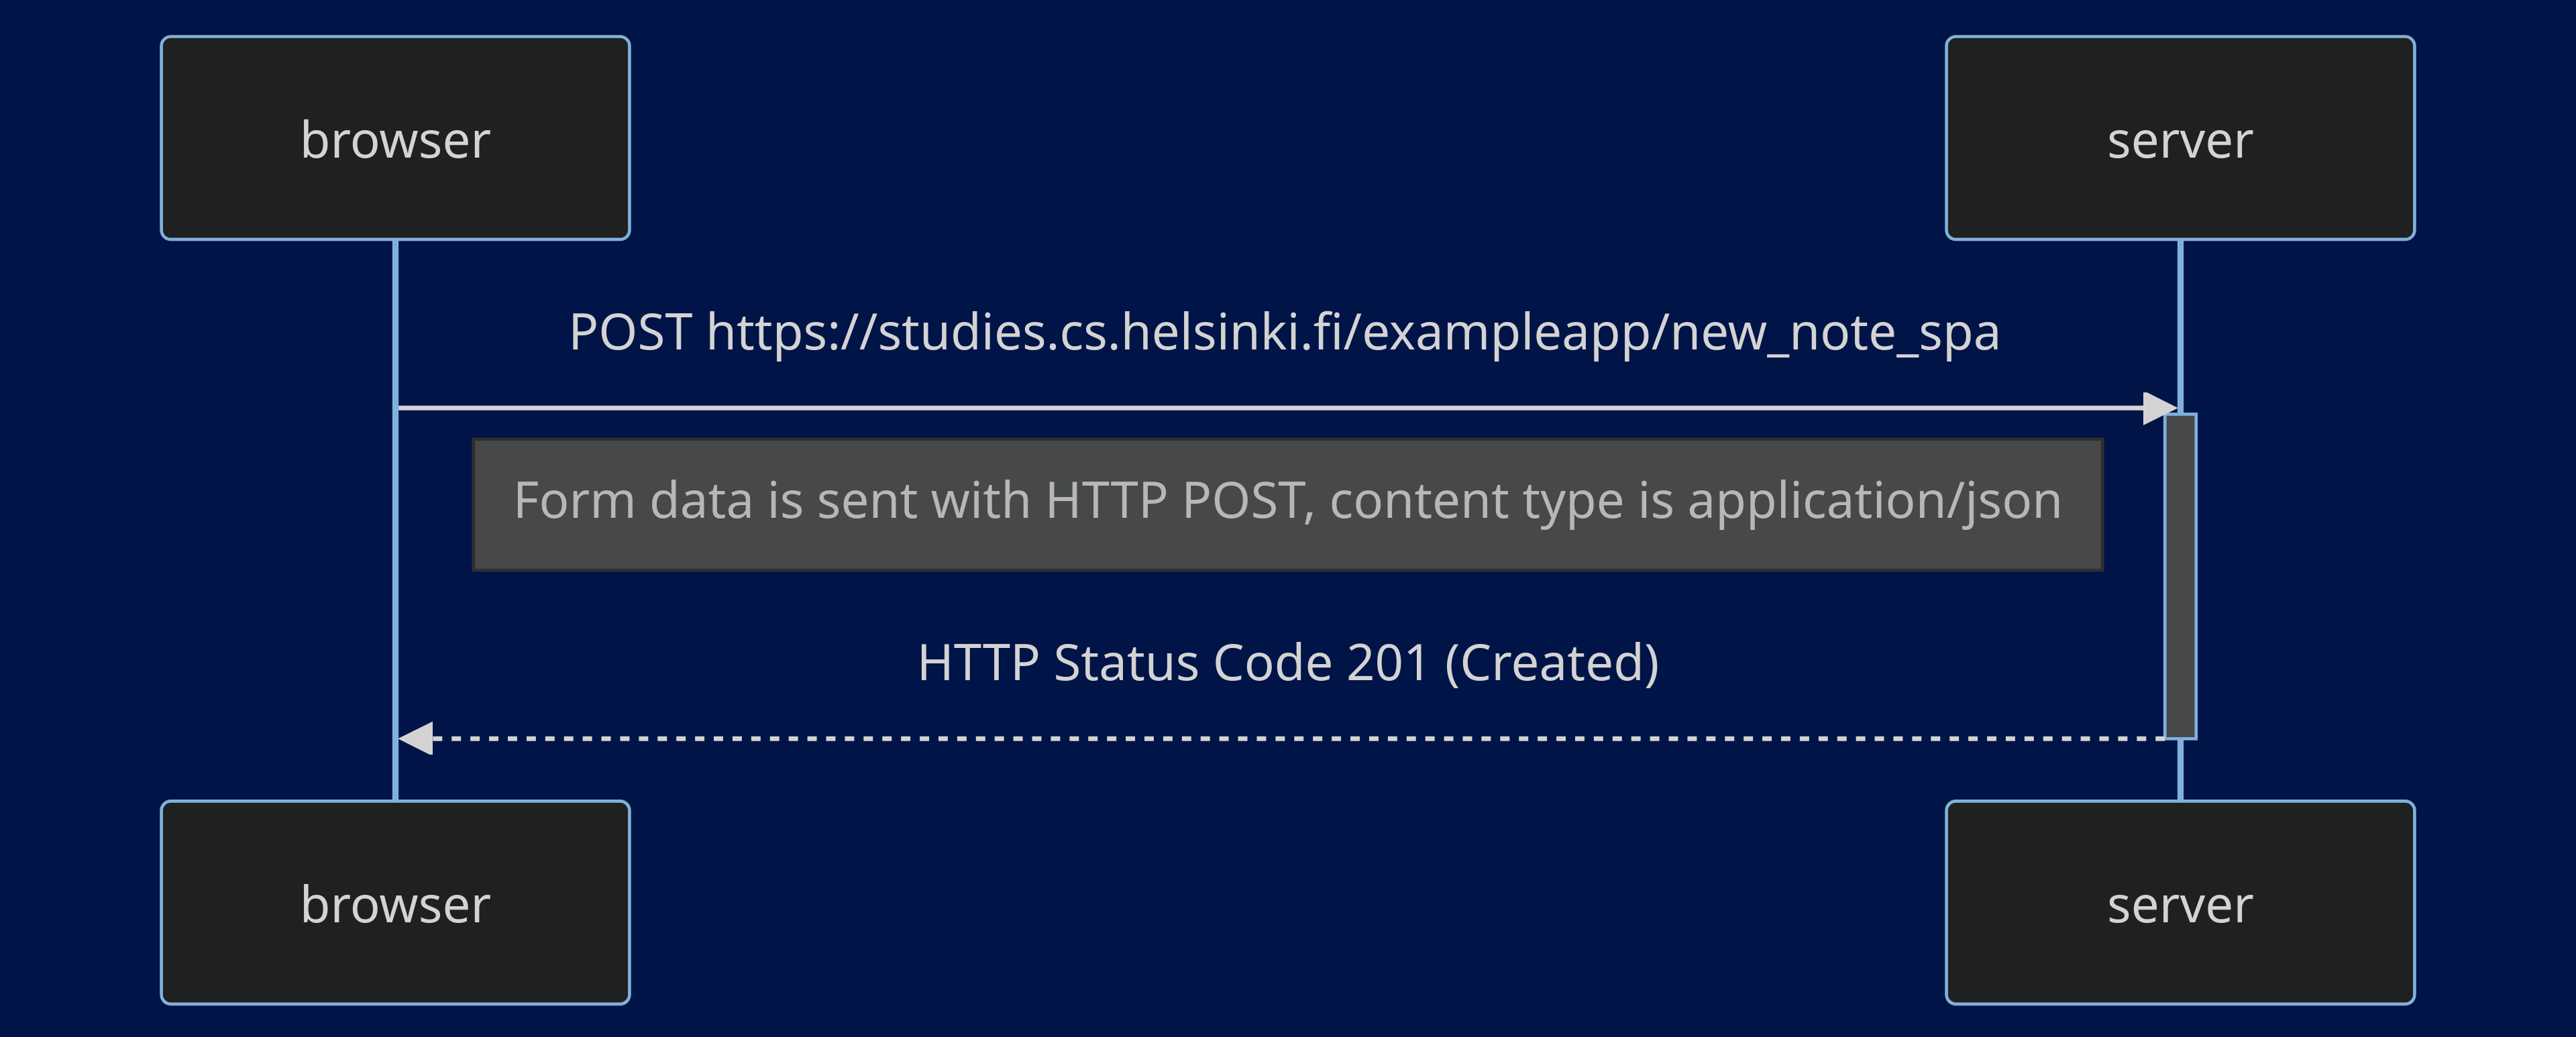 browser
server
POST https://studies.cs.helsinki.fi/exampleapp/new_note_spa
Form data is sent with HTTP POST, content type is application/json
HTTP Status Code 201 (Created)
browser
server